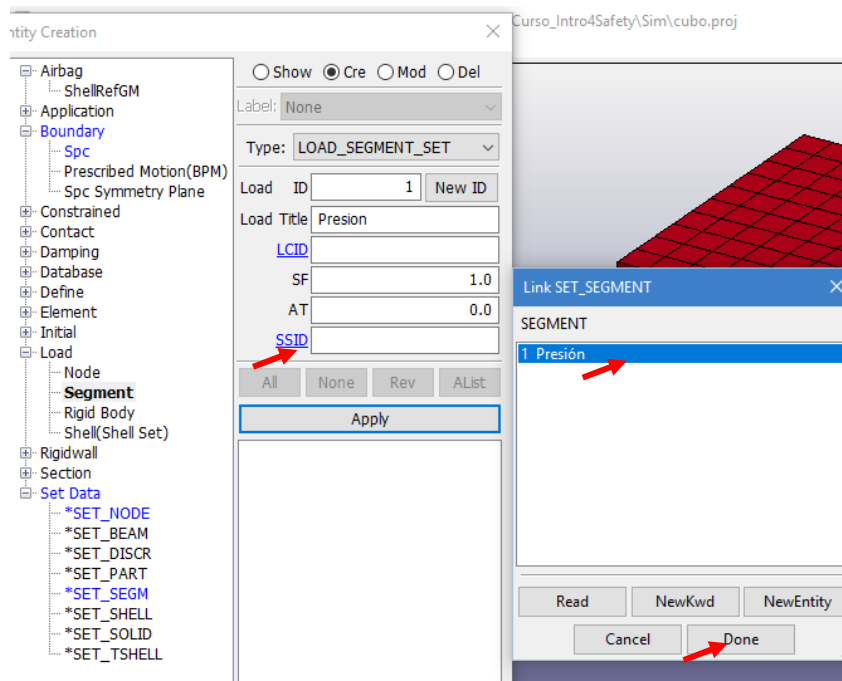 ntity Creation
Curso_Intro4Safety\Sim\cubo.proj
Airbag
ShellRefGM
Application
Boundary
Spc
Prescribed Motion(BPM)
Spc Symmetry Plane
Constrained
Contact
Damping
Database
Define
Element
Initial
Load
Node
Segment
Rigid Body
Shell(Shell Set)
Rigidwall
Section
Set Data
*SET_NODE
*SET_BEAM
*SET_DISCR
*SET_PART
*SET_SEGM
*SET_SHELL
*SET_SOLID
*SET_TSHELL
Show Cre Mod Del
Label: None
Type: LOAD_SEGMENT_SET
Load ID 1 New ID
Load Title Presion
LCID
SF 1.0
AT 0.0
SSID
All None Rev AList
Apply
Link SET_SEGMENT
SEGMENT
1 Presión
Read NewKwd NewEntity
Cancel Done